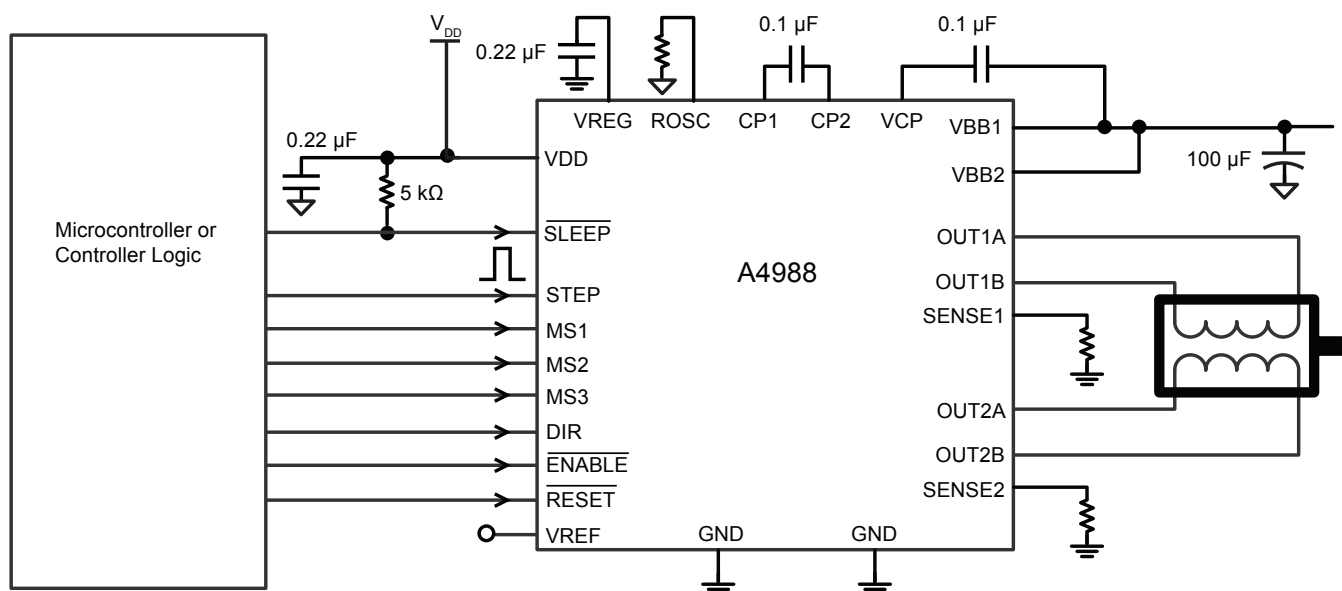 V_DD
0.22 µF
0.1 µF
0.1 µF
VREG ROSC CP1 CP2 VCP
0.22 µF
VDD
VBB1
VBB2
100 µF
5 kΩ
Microcontroller or
Controller Logic
SLEEP
A4988
OUT1A
OUT1B
STEP
SENSE1
MS1
MS2
MS3
OUT2A
DIR
OUT2B
ENABLE
SENSE2
RESET
VREF
GND GND